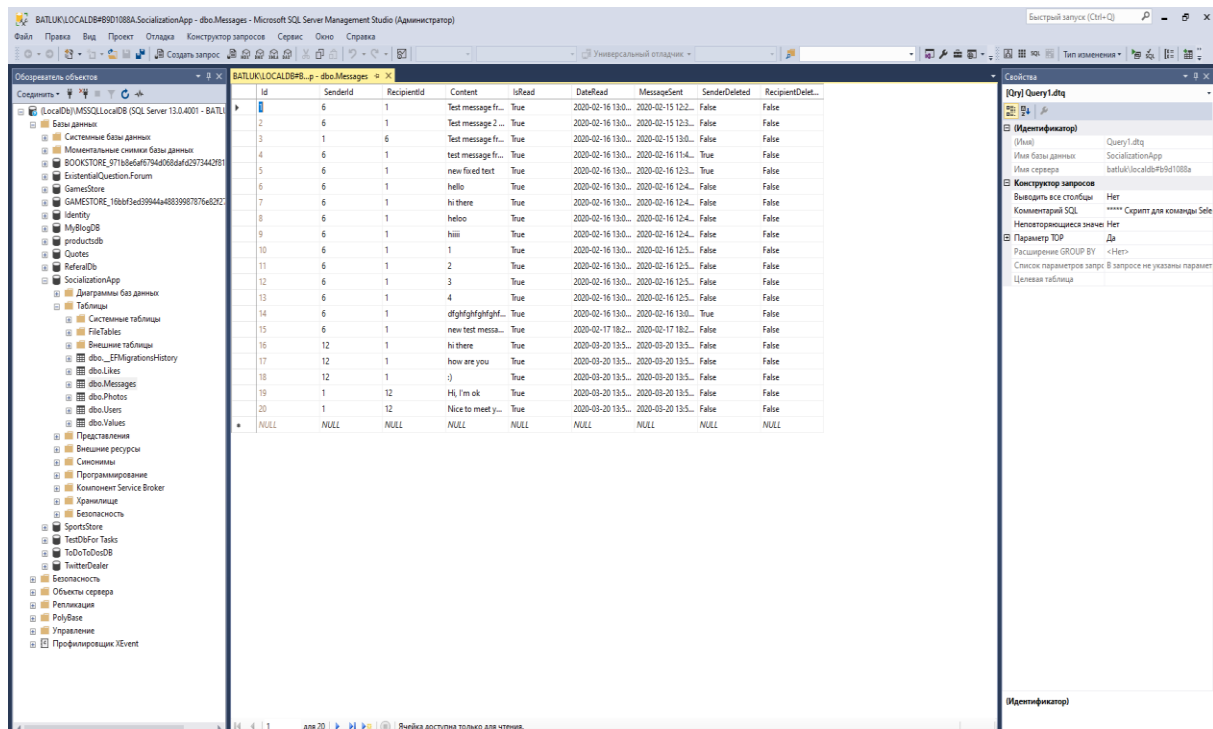 BATLUK\LOCALDB#B9D1088A.SocializationApp - dbo.Messages - Microsoft SQL Server Management Studio (Администратор)
Быстрый запуск (Ctrl+Q)
Файл Правка Вид Проект Отладка Конструктор запросов Сервис Окно Справка
Создать запрос
Универсальный отладчик
Тип изменения
Обозреватель объектов
Соединить
(LocalDb)\MSSQLLocalDB (SQL Server 13.0.4001 - BATLU
Базы данных
Системные базы данных
Моментальные снимки базы данных
BOOKSTORE_971b8e6af6794d068dafd2973442f81
ExistentialQuestion.Forum
GamesStore
GAMESTORE_16bbf3ed39944a48839987876e82f27
Identity
MyBlogDB
productsdb
Quotes
ReferalDb
SocializationApp
Диаграммы баз данных
Таблицы
Системные таблицы
FileTables
Внешние таблицы
dbo.__EFMigrationsHistory
dbo.Likes
dbo.Messages
dbo.Photos
dbo.Users
dbo.Values
Представления
Внешние ресурсы
Синонимы
Программирование
Компонент Service Broker
Хранилище
Безопасность
SportsStore
TestDbFor Tasks
ToDoToDosDB
TwitterDealer
Безопасность
Объекты сервера
Репликация
PolyBase
Управление
Профилировщик XEvent
BATLUK\LOCALDB#B...p - dbo.Messages
Id SenderId RecipientId Content IsRead DateRead MessageSent SenderDeleted RecipientDelet...
1 6 1 Test message fr... True 2020-02-16 13:0... 2020-02-15 12:2... False False
2 6 1 Test message 2 ... True 2020-02-16 13:0... 2020-02-15 12:3... False False
3 1 6 Test message fr... True 2020-02-16 13:0... 2020-02-15 13:0... False False
4 6 1 test message fr... True 2020-02-16 13:0... 2020-02-16 11:4... True False
5 6 1 new fixed text True 2020-02-16 13:0... 2020-02-16 12:3... True False
6 6 1 hello True 2020-02-16 13:0... 2020-02-16 12:4... False False
7 6 1 hi there True 2020-02-16 13:0... 2020-02-16 12:4... False False
8 6 1 heloo True 2020-02-16 13:0... 2020-02-16 12:4... False False
9 6 1 hiiii True 2020-02-16 13:0... 2020-02-16 12:4... False False
10 6 1 1 True 2020-02-16 13:0... 2020-02-16 12:5... False False
11 6 1 2 True 2020-02-16 13:0... 2020-02-16 12:5... False False
12 6 1 3 True 2020-02-16 13:0... 2020-02-16 12:5... False False
13 6 1 4 True 2020-02-16 13:0... 2020-02-16 12:5... False False
14 6 1 dfghfghfghfghf... True 2020-02-16 13:0... 2020-02-16 13:0... True False
15 6 1 new test messa... True 2020-02-17 18:2... 2020-02-17 18:2... False False
16 12 1 hi there True 2020-03-20 13:5... 2020-03-20 13:5... False False
17 12 1 how are you True 2020-03-20 13:5... 2020-03-20 13:5... False False
18 12 1 :) True 2020-03-20 13:5... 2020-03-20 13:5... False False
19 1 12 Hi, I'm ok True 2020-03-20 13:5... 2020-03-20 13:5... False False
20 1 12 Nice to meet y... True 2020-03-20 13:5... 2020-03-20 13:5... False False
NULL NULL NULL NULL NULL NULL NULL NULL NULL
1 для 20 Ячейка доступна только для чтения.
Свойства
[Qry] Query1.dtq
(Идентификатор)
(Имя) Query1.dtq
Имя базы данных SocializationApp
Имя сервера batluk\localdb#b9d1088a
Конструктор запросов
Выводить все столбцы Нет
Комментарий SQL ***** Скрипт для команды Sele
Неповторяющиеся значе Нет
Параметр TOP Да
Расширение GROUP BY <Нет>
Список параметров запрс В запросе не указаны парамет
Целевая таблица
(Идентификатор)